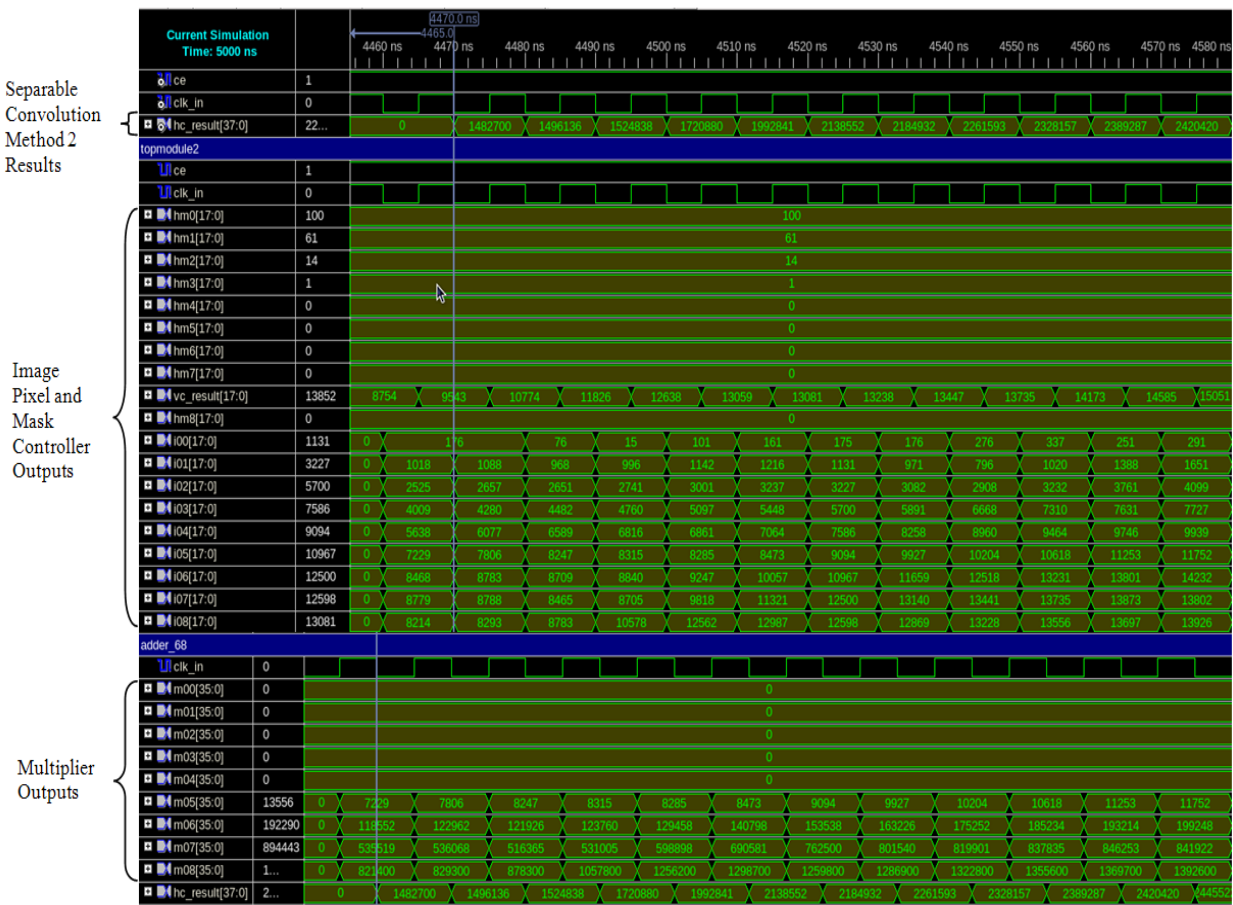 4470.0 ns
Current Simulation
Time: 5000 ns
4465.0
4460 ns 4470 ns 4480 ns 4490 ns 4500 ns 4510 ns 4520 ns 4530 ns 4540 ns 4550 ns 4560 ns 4570 ns 4580 ns
Separable
Convolution
Method 2
Results
ce 1
clk_in 0
hc_result[37:0] 22... 0 1482700 1496136 1524838 1720880 1992841 2138552 2184932 2261593 2328157 2389287 2420420
topmodule2
ce 1
clk_in 0
Image
Pixel and
Mask
Controller
Outputs
hm0[17:0] 100 100
hm1[17:0] 61 61
hm2[17:0] 14 14
hm3[17:0] 1 1
hm4[17:0] 0 0
hm5[17:0] 0 0
hm6[17:0] 0 0
hm7[17:0] 0 0
vc_result[17:0] 13852 8754 9543 10774 11826 12638 13059 13081 13238 13447 13735 14173 14585 15051
hm8[17:0] 0 0
i00[17:0] 1131 0 176 76 15 101 161 175 176 276 337 251 291
i01[17:0] 3227 0 1018 1088 968 996 1142 1216 1131 971 796 1020 1388 1651
i02[17:0] 5700 0 2525 2657 2651 2741 3001 3237 3227 3082 2908 3232 3761 4099
i03[17:0] 7586 0 4009 4280 4482 4760 5097 5448 5700 5891 6668 7310 7631 7727
i04[17:0] 9094 0 5638 6077 6589 6816 6861 7064 7586 8258 8960 9464 9746 9939
i05[17:0] 10967 0 7229 7806 8247 8315 8285 8473 9094 9927 10204 10618 11253 11752
i06[17:0] 12500 0 8468 8783 8709 8840 9247 10057 10967 11659 12518 13231 13801 14232
i07[17:0] 12598 0 8779 8788 8465 8705 9818 11321 12500 13140 13441 13735 13873 13802
i08[17:0] 13081 0 8214 8293 8783 10578 12562 12987 12598 12869 13228 13556 13697 13926
adder_68
clk_in 0
Multiplier
Outputs
m00[35:0] 0 0
m01[35:0] 0
m02[35:0] 0 0
m03[35:0] 0
m04[35:0] 0 0
m05[35:0] 13556 0 7229 7806 8247 8315 8285 8473 9094 9927 10204 10618 11253 11752
m06[35:0] 192290 0 118552 122962 121926 123760 129458 140798 153538 163226 175252 185234 193214 199248
m07[35:0] 894443 0 535519 536068 516365 531005 598898 690581 762500 801540 819901 837835 846253 841922
m08[35:0] 1... 0 821400 829300 878300 1057800 1256200 1298700 1259800 1286900 1322800 1355600 1369700 1392600
hc_result[37:0] 2... 0 1482700 1496136 1524838 1720880 1992841 2138552 2184932 2261593 2328157 2389287 2420420